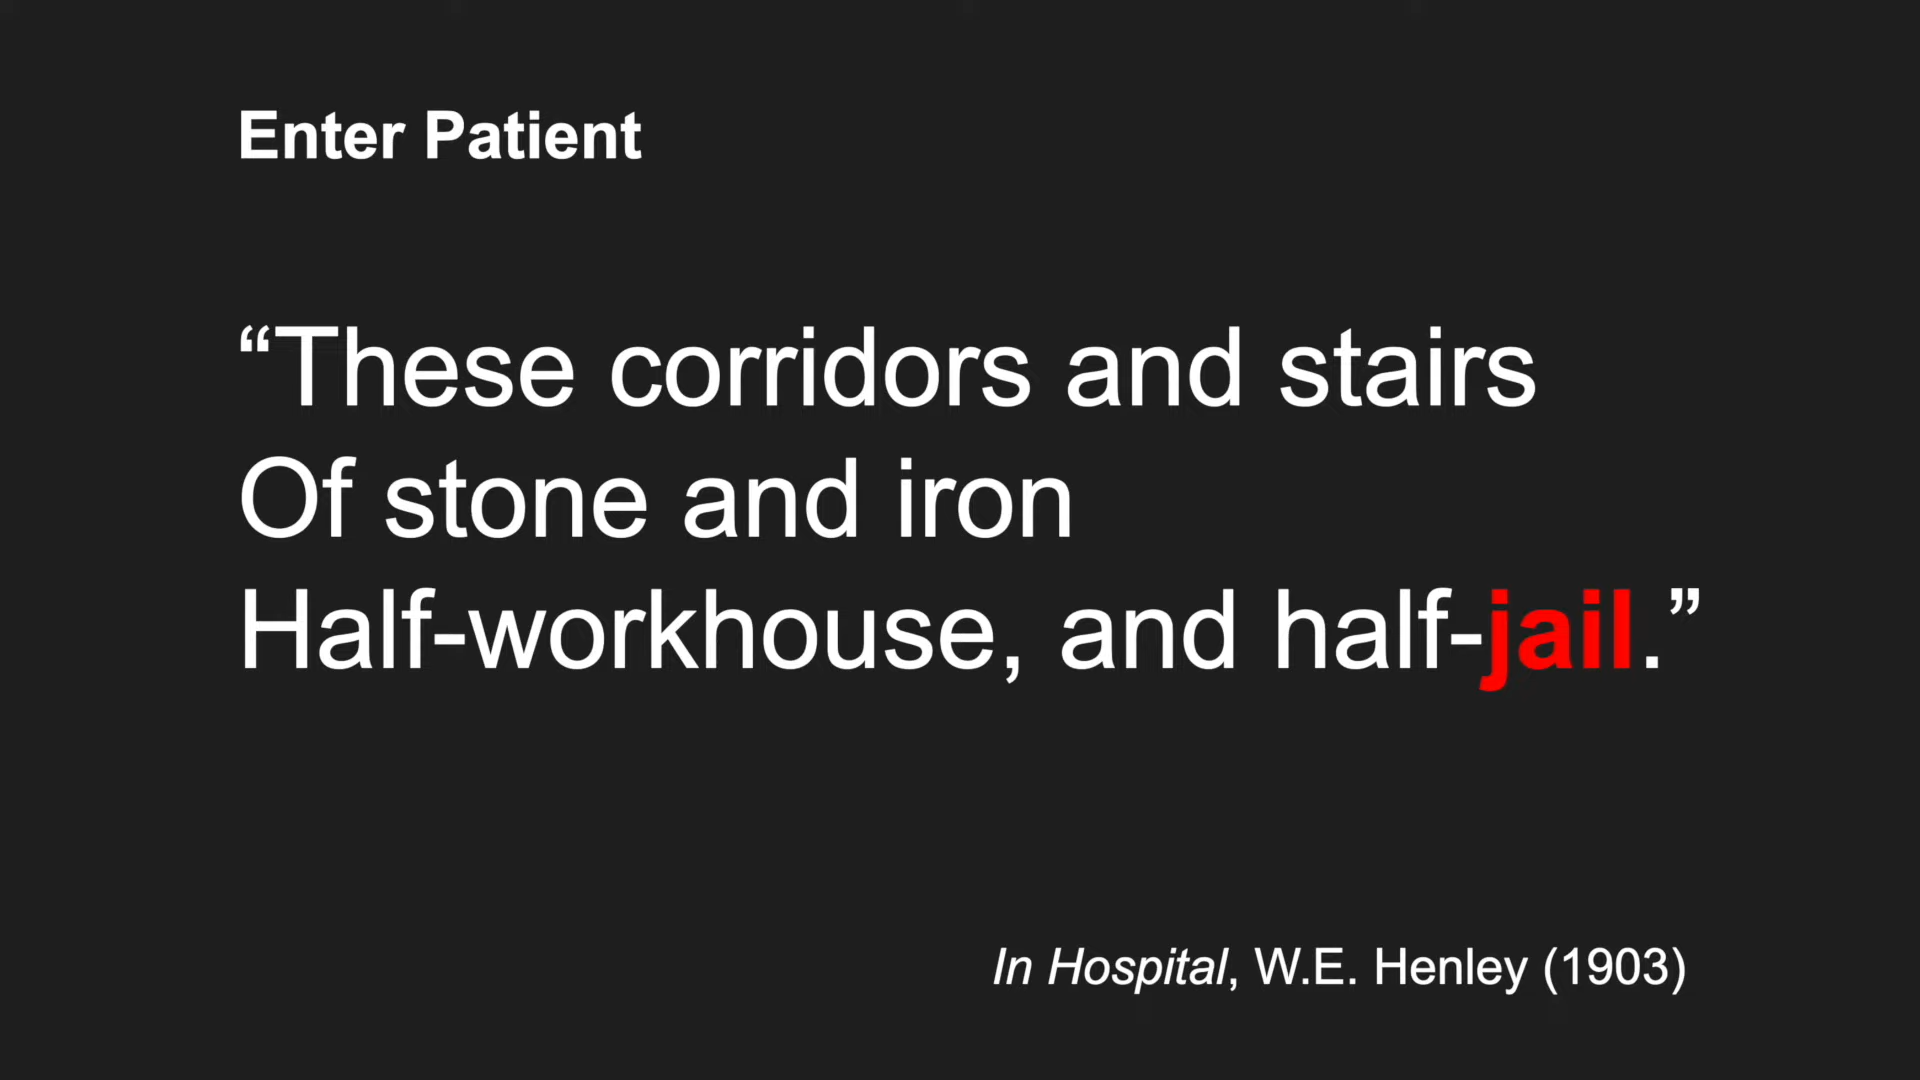 Enter Patient
“These corridors and stairs
Of stone and iron
Half-workhouse, and half-jail.”
In Hospital, W.E. Henley (1903)